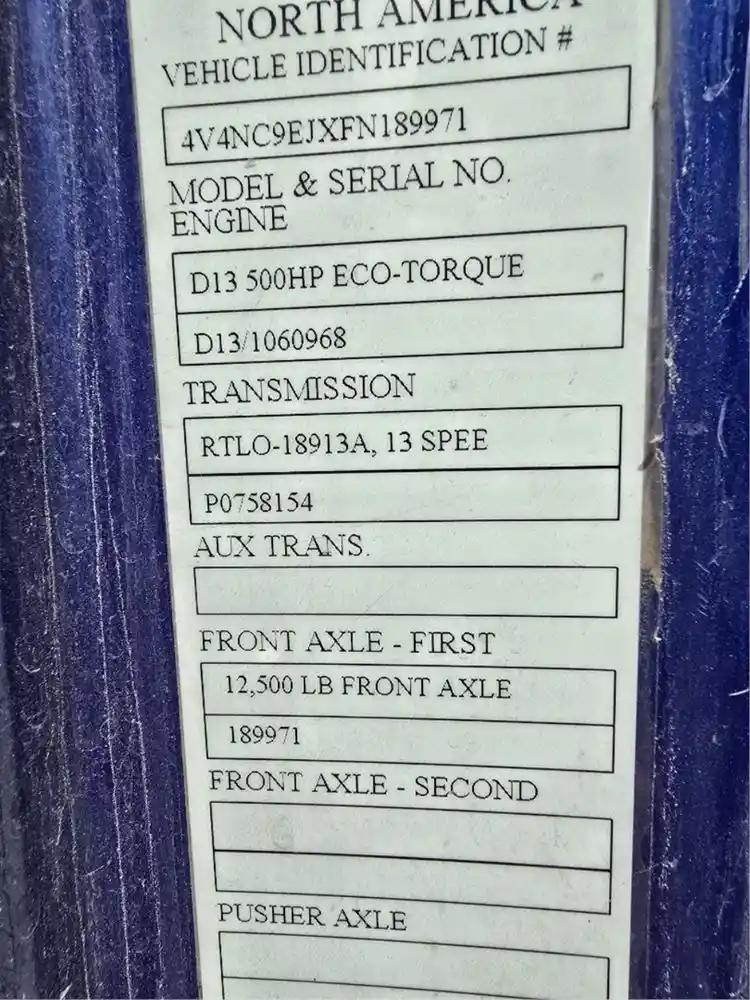 NORTH AMERICA
VEHICLE IDENTIFICATION #
4V4NC9EJXFN189971
MODEL & SERIAL NO.
ENGINE
D13 500HP ECO-TORQUE
D13/1060968
TRANSMISSION
RTLO-18913A, 13 SPEE
P0758154
AUX TRANS.
FRONT AXLE - FIRST
12,500 LB FRONT AXLE
189971
FRONT AXLE - SECOND
PUSHER AXLE